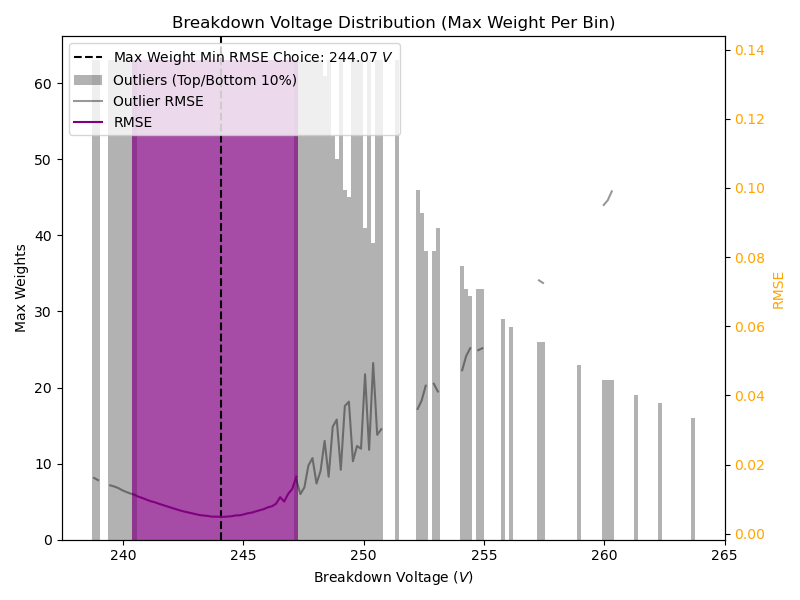 Breakdown Voltage Distribution (Max Weight Per Bin)
Max Weight Min RMSE Choice: 244.07 V
Outliers (Top/Bottom 10%)
Outlier RMSE
RMSE
Max Weights
60
50
40
30
20
10
0
0.14
0.12
0.10
0.08
0.06
0.04
0.02
0.00
RMSE
240
245
250
255
260
265
Breakdown Voltage (V)